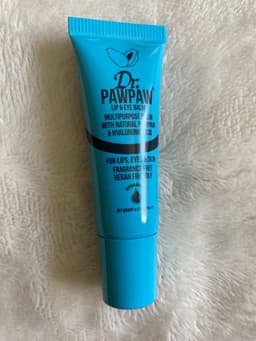 Dr.
PAWPAW
LIP & EYE BALM
MULTIPURPOSE BALM
WITH NATURAL PAWPAW
& HYALURONIC ACID
FOR LIPS, EYES & SKIN
FRAGRANCE FREE
VEGAN FRIENDLY